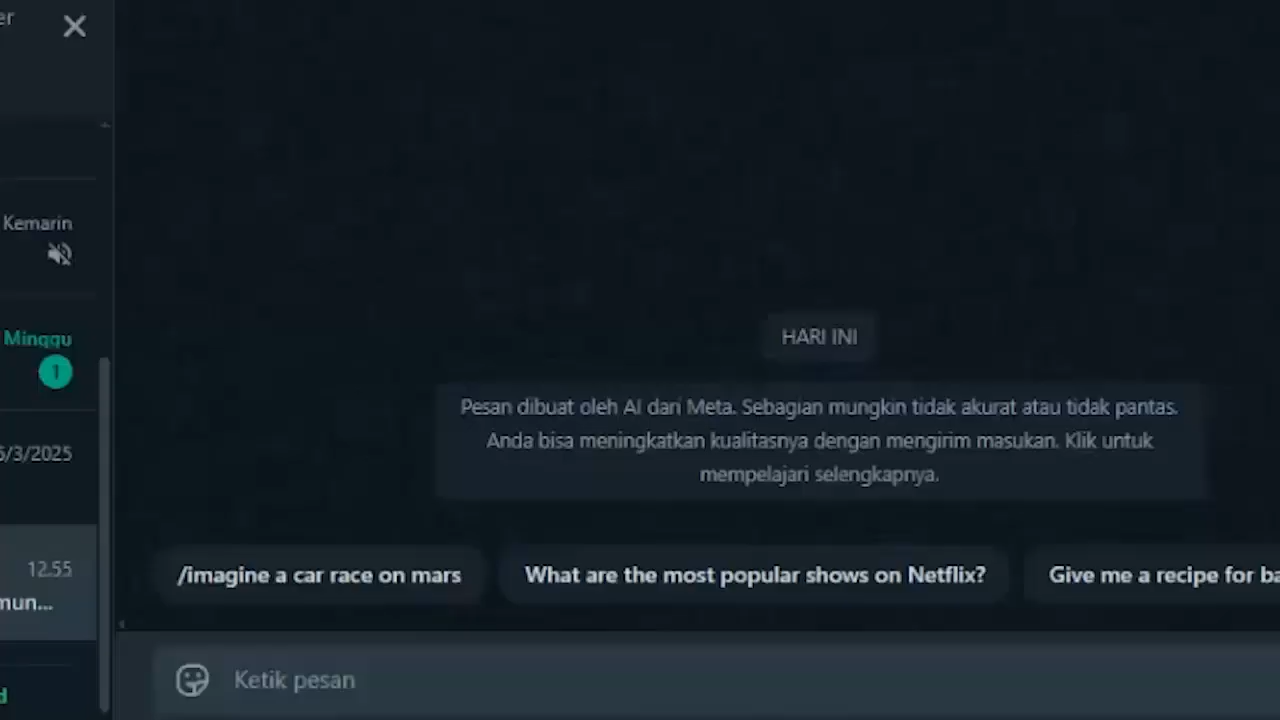 er
Kemarin
Minggu
1
5/3/2025
12.55
mun...
d
HARI INI
Pesan dibuat oleh AI dari Meta. Sebagian mungkin tidak akurat atau tidak pantas.
Anda bisa meningkatkan kualitasnya dengan mengirim masukan. Klik untuk
mempelajari selengkapnya.
/imagine a car race on mars
What are the most popular shows on Netflix?
Give me a recipe for ba
Ketik pesan